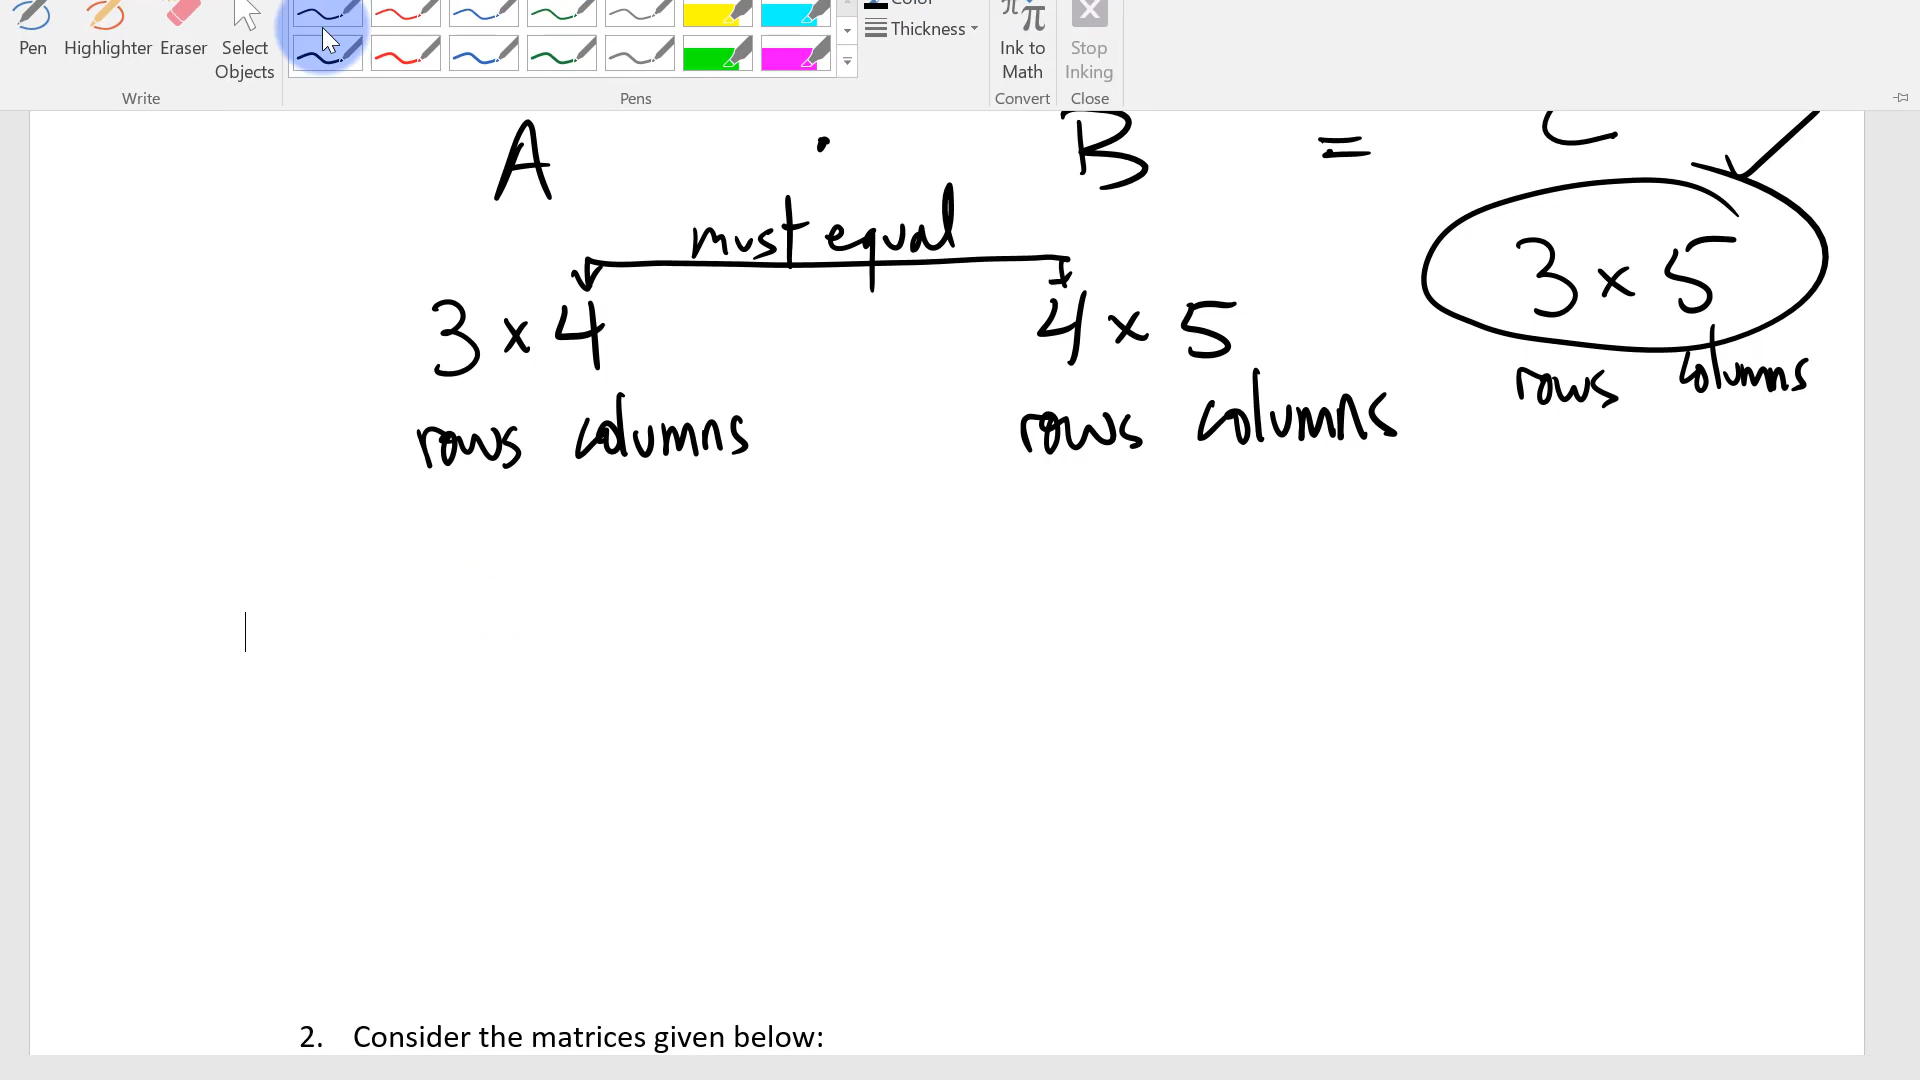 Color
Pen Highlighter Eraser Select Objects
Thickness
Ink to Math
Stop Inking
Write Pens Convert Close
A · B = C
must equal
3 x 4 4 x 5 3 x 5
rows columns rows columns rows columns
2. Consider the matrices given below: